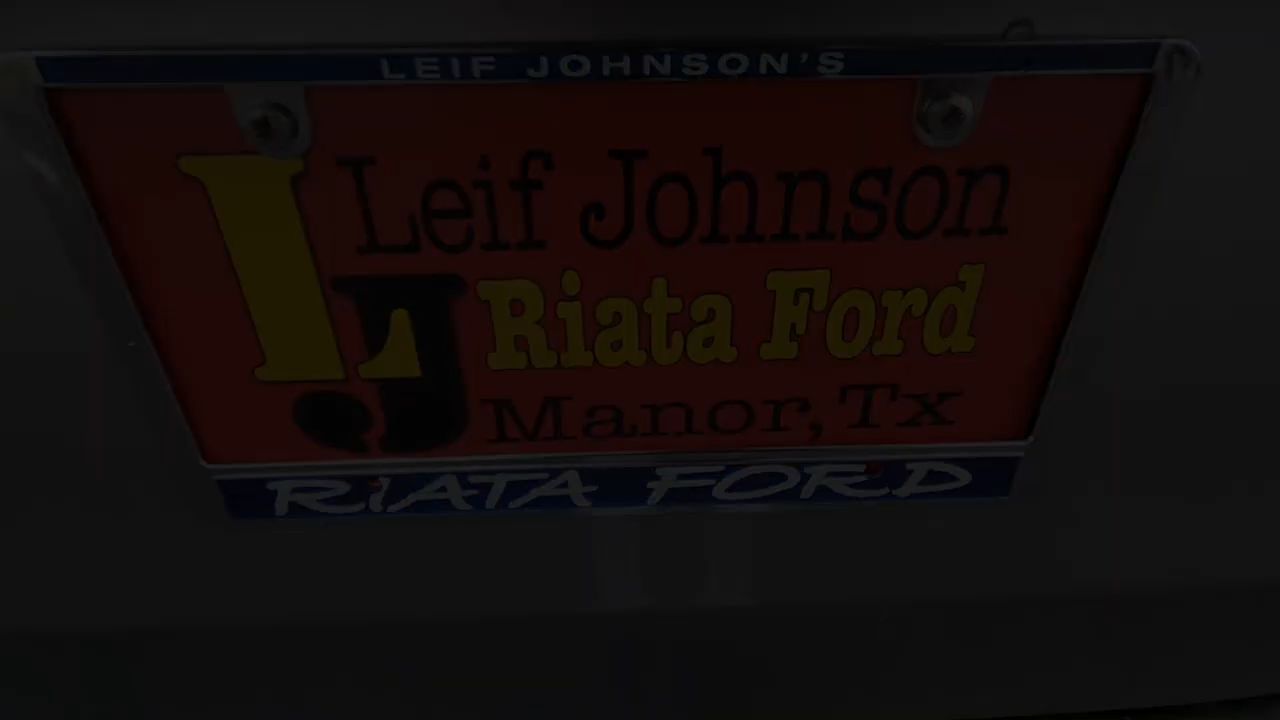 LEIF JOHNSON'S
LJ
Leif Johnson
Riata Ford
Manor, Tx
RIATA FORD